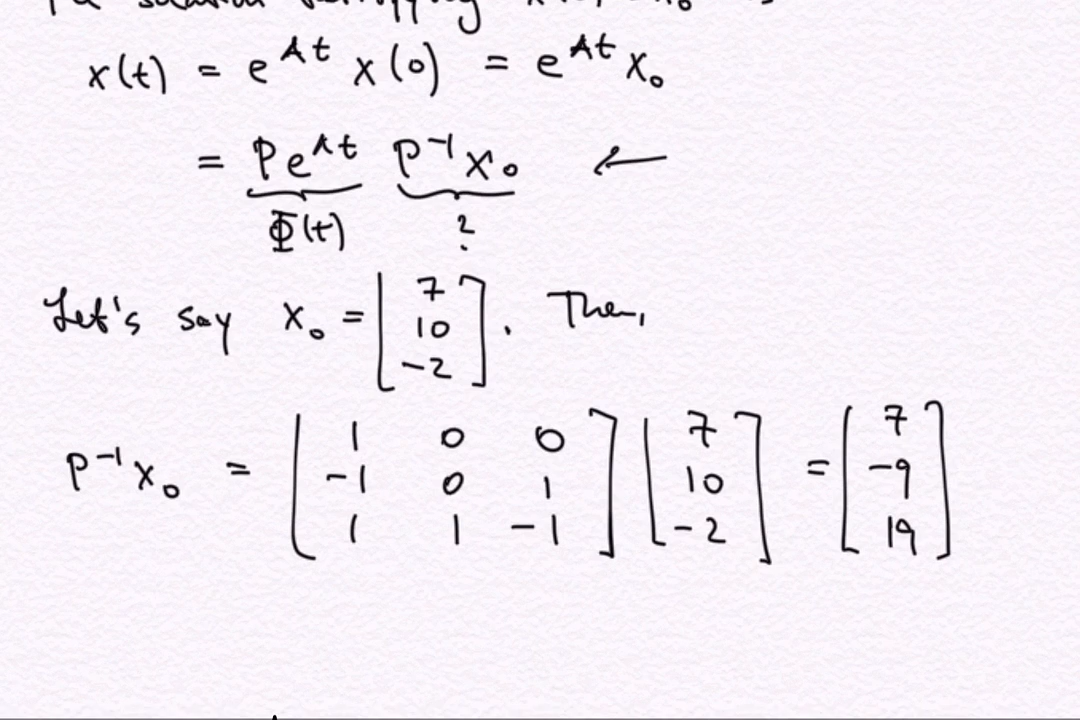 x(t) = e^{At} x(0) = e^{At} x₀
= P e^{Λt} P⁻¹ x₀ ←
Φ(t) ?
Let's say x₀ = [7; 10; -2]. Then,
P⁻¹ x₀ = [1 0 0; -1 0 1; 1 1 -1] [7; 10; -2] = [7; -9; 19]